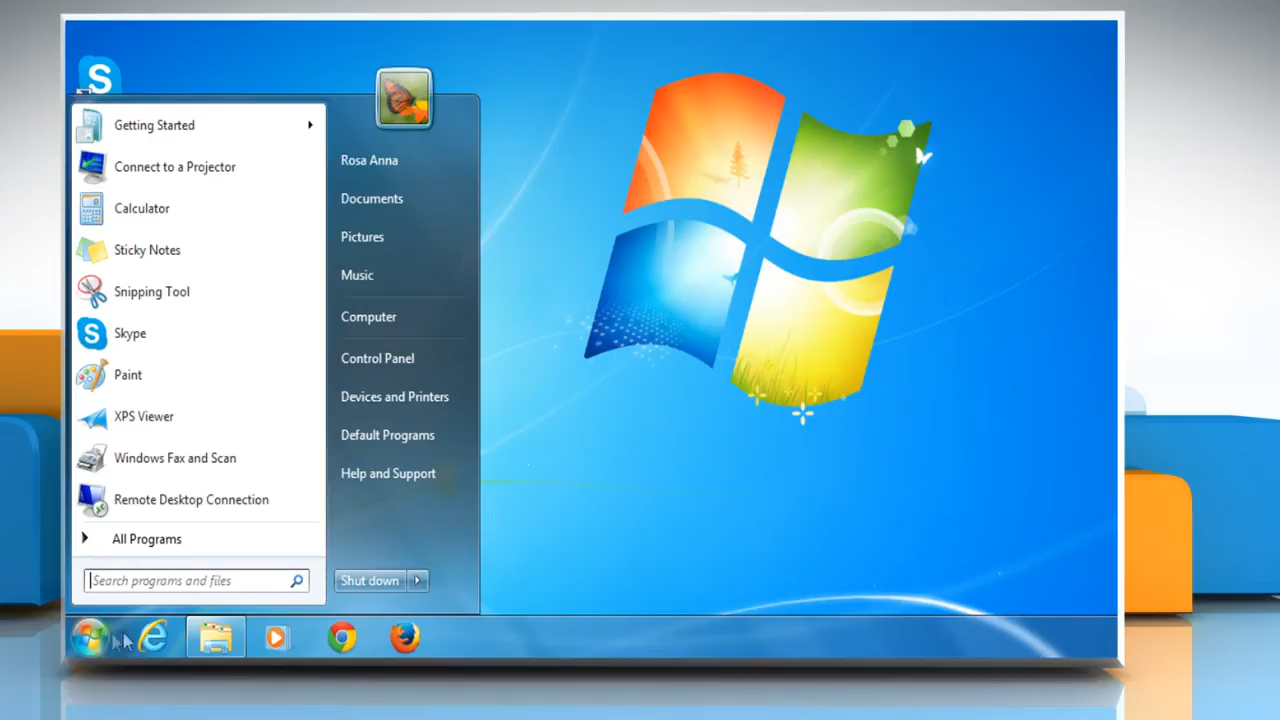 S
Getting Started
Connect to a Projector
Calculator
Sticky Notes
Snipping Tool
S
Skype
Paint
XPS Viewer
Windows Fax and Scan
Remote Desktop Connection
All Programs
Search programs and files
Rosa Anna
Documents
Pictures
Music
Computer
Control Panel
Devices and Printers
Default Programs
Help and Support
Shut down